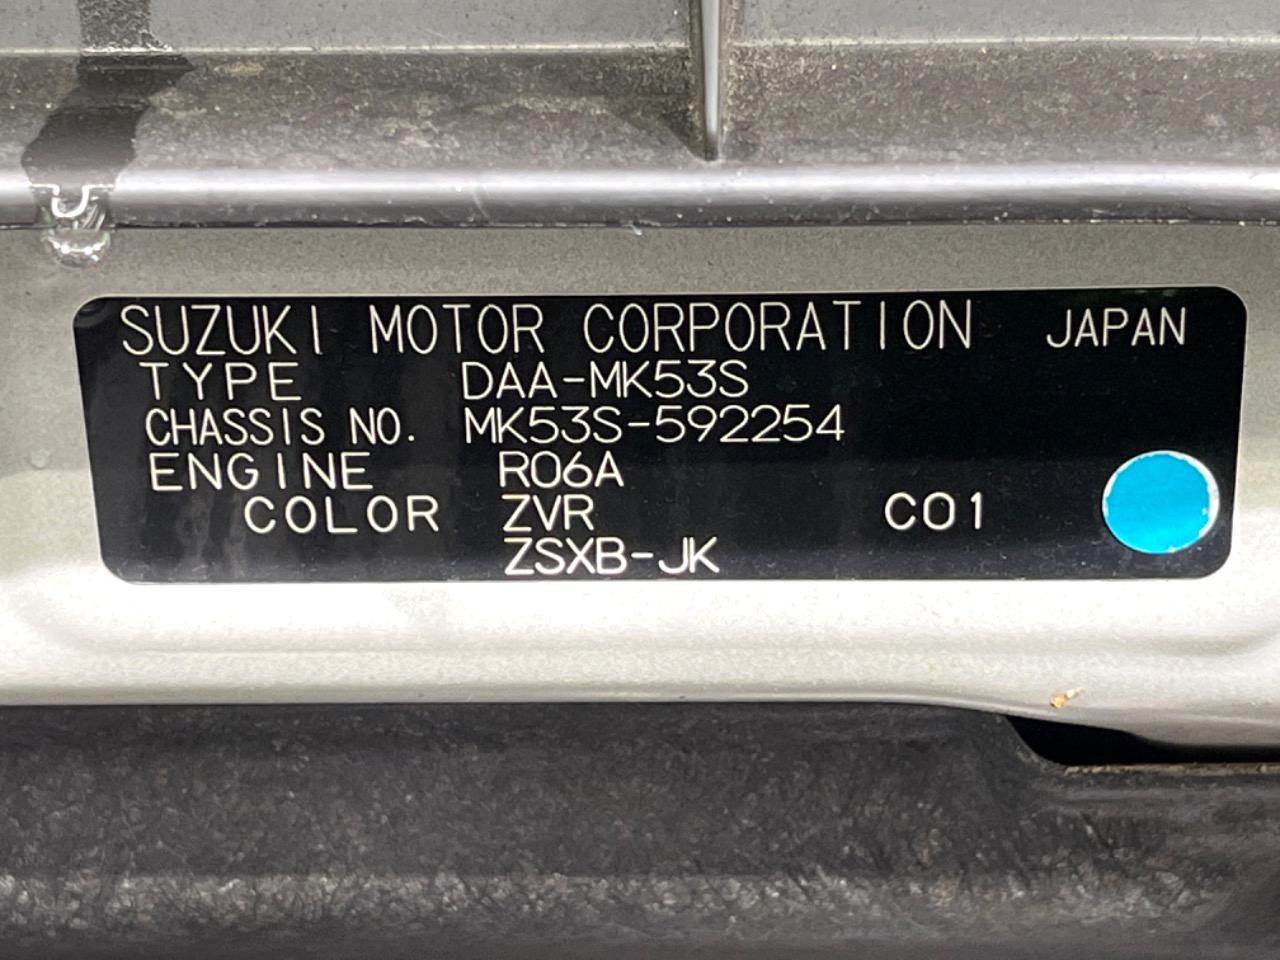 SUZUKI MOTOR CORPORATION JAPAN
TYPE DAA-MK53S
CHASSIS NO. MK53S-592254
ENGINE R06A
COLOR ZVR C01
ZSXB-JK